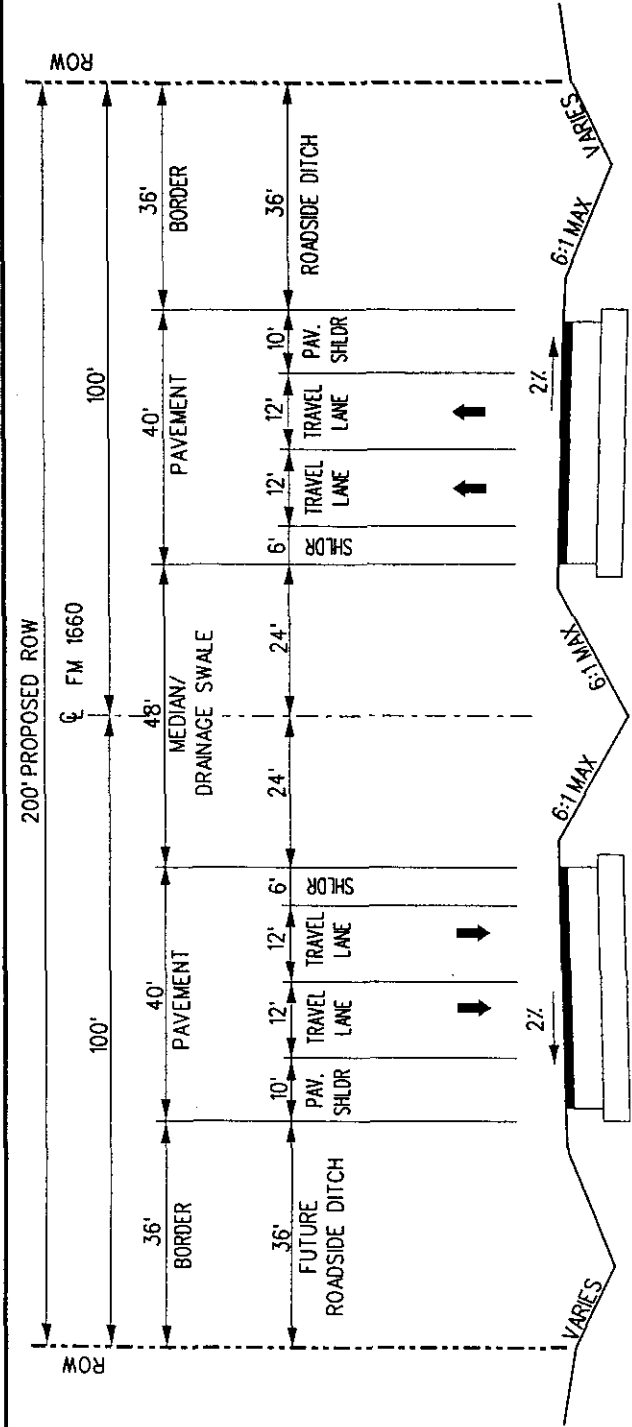 200' PROPOSED ROW
ROW
ROW
℄ FM 1660
100'
100'
36'
BORDER
40'
PAVEMENT
48'
MEDIAN/
DRAINAGE SWALE
40'
PAVEMENT
36'
BORDER
36'
FUTURE
ROADSIDE DITCH
10'
PAV.
SHLDR
12'
TRAVEL
LANE
12'
TRAVEL
LANE
6'
SHLDR
24'
24'
6'
SHLDR
12'
TRAVEL
LANE
12'
TRAVEL
LANE
10'
PAV.
SHLDR
36'
ROADSIDE DITCH
VARIES
2%
6:1 MAX
6:1 MAX
2%
6:1 MAX
VARIES